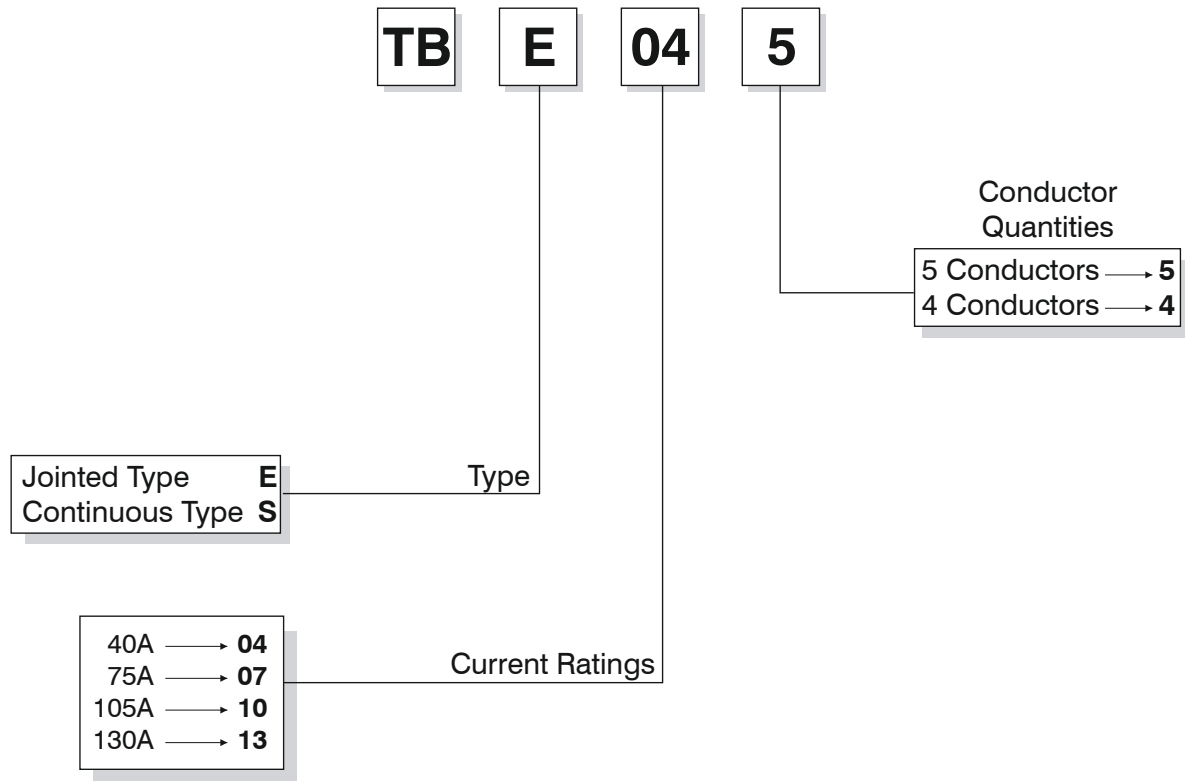 TB E 04 5
Conductor
Quantities
5 Conductors → 5
4 Conductors → 4
Type
Jointed Type E
Continuous Type S
Current Ratings
40A → 04
75A → 07
105A → 10
130A → 13